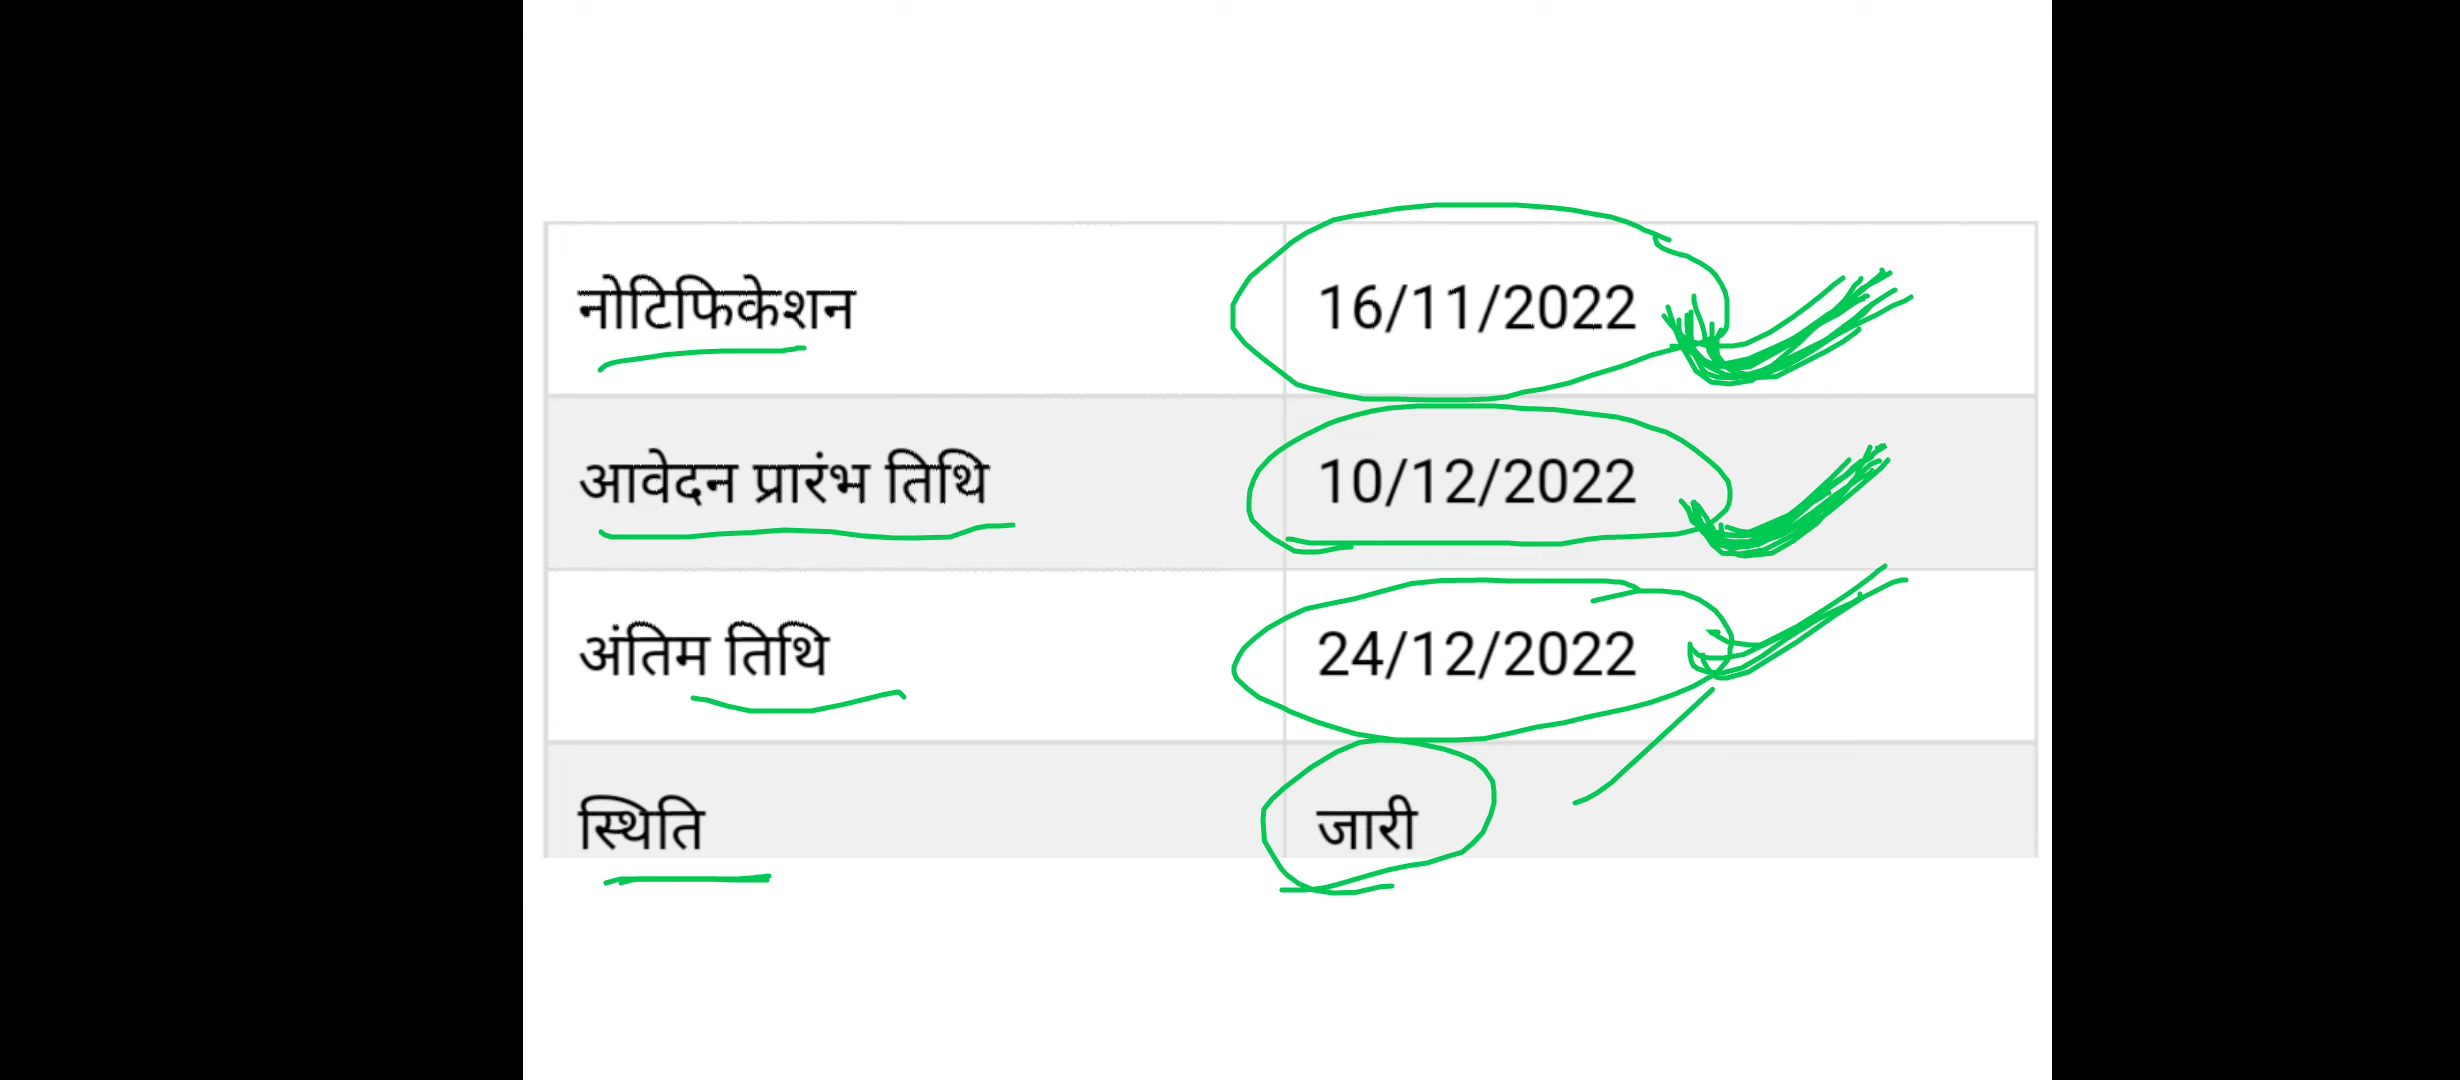 नोटिफिकेशन 16/11/2022
आवेदन प्रारंभ तिथि 10/12/2022
अंतिम तिथि 24/12/2022
स्थिति जारी